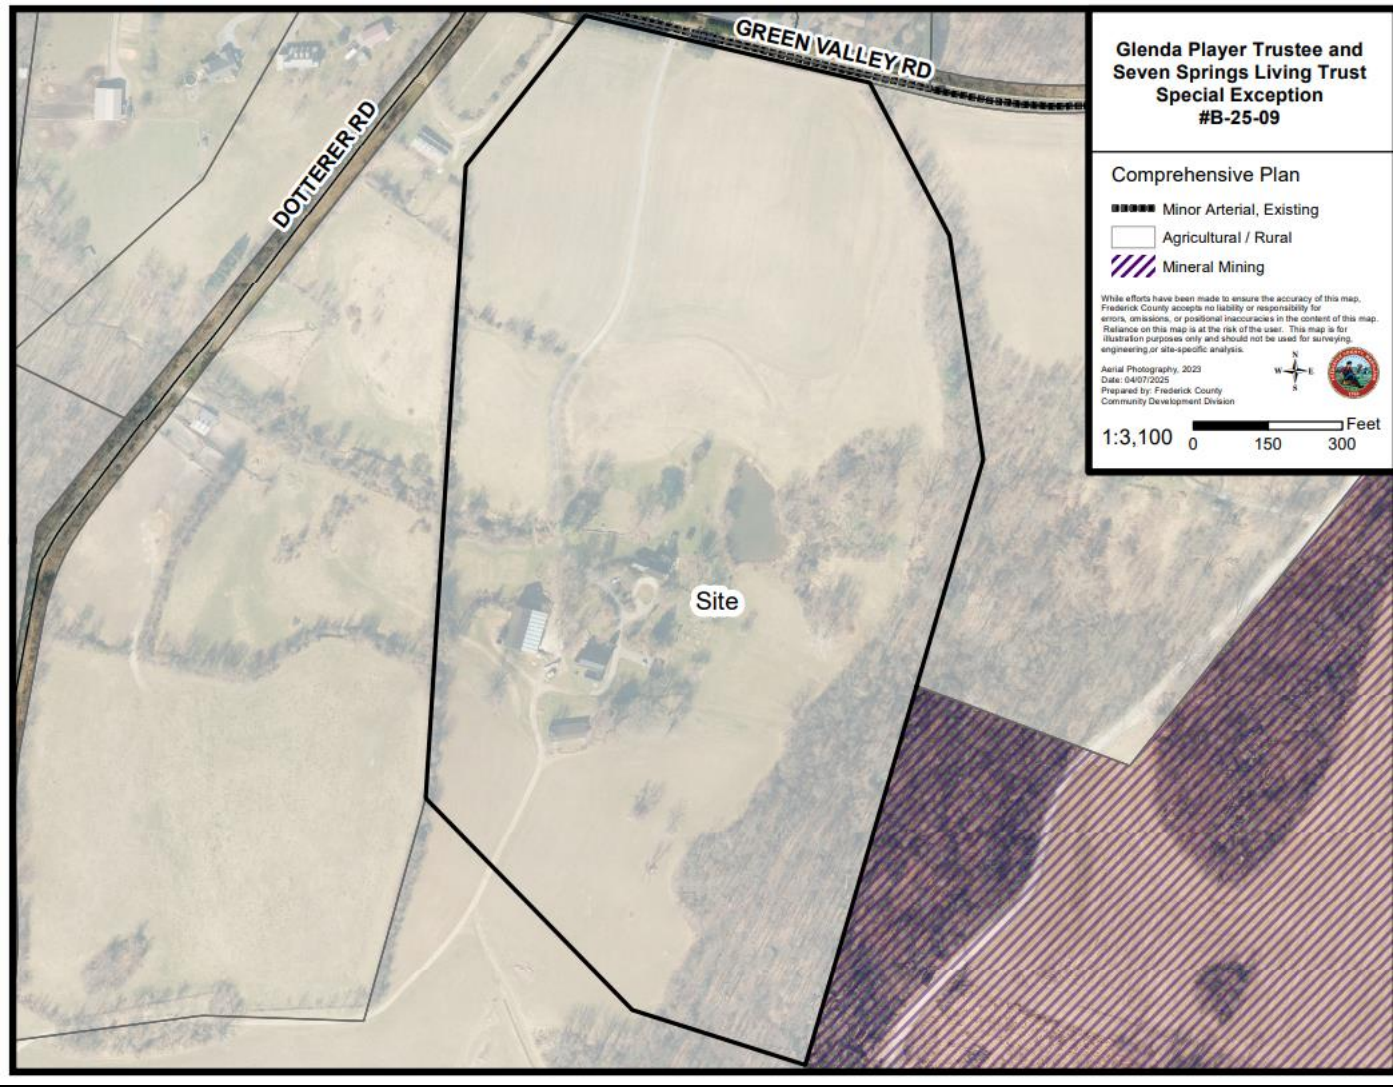 GREEN VALLEY RD
DOTTERER RD
Site
Glenda Player Trustee and
Seven Springs Living Trust
Special Exception
#B-25-09
Comprehensive Plan
Minor Arterial, Existing
Agricultural / Rural
Mineral Mining
While efforts have been made to ensure the accuracy of this map,
Frederick County accepts no liability or responsibility for
errors, omissions, or positional inaccuracies in the content of this map.
Reliance on this map is at the risk of the user. This map is for
illustration purposes only and should not be used for surveying,
engineering,or site-specific analysis.
Aerial Photography, 2023
Date: 04/07/2025
Prepared by: Frederick County
Community Development Division
N
W E
S
1:3,100
Feet
0 150 300